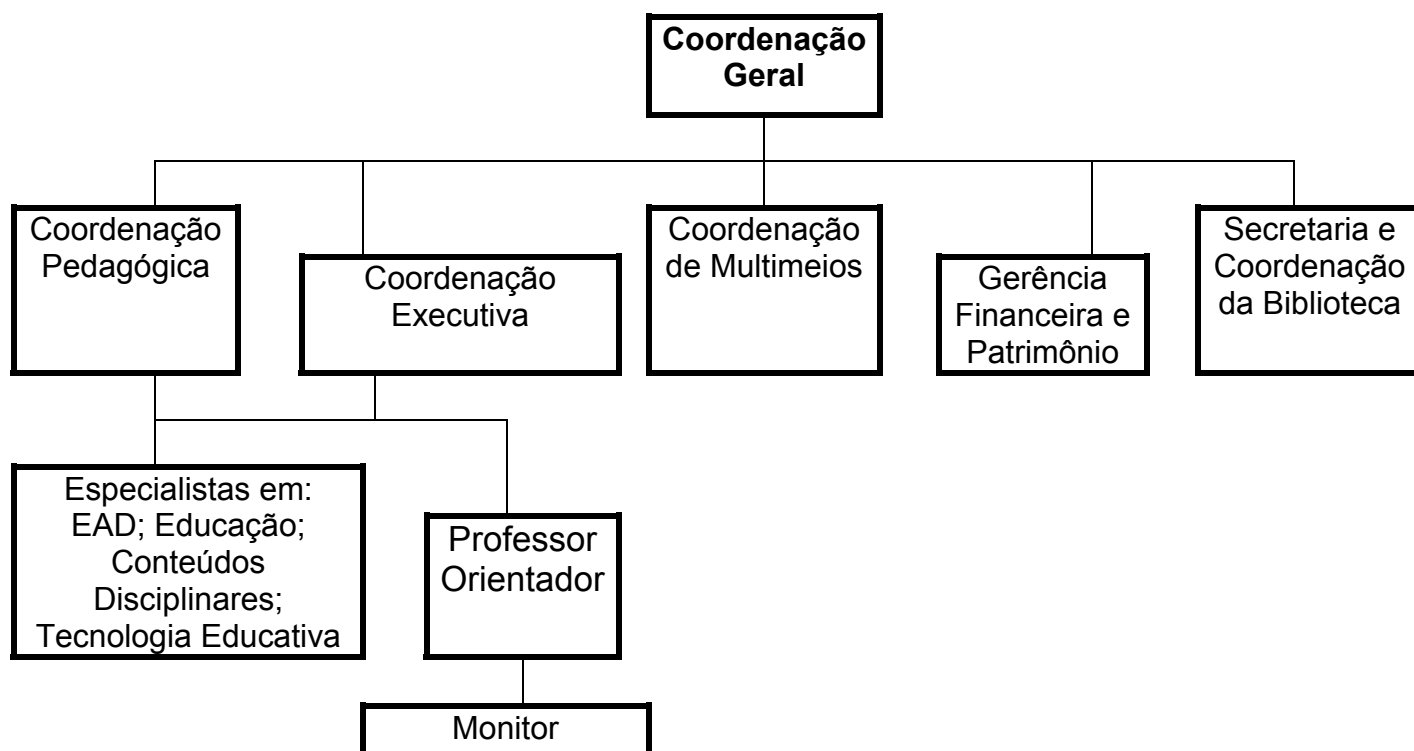 Coordenação
Geral
Coordenação
Pedagógica
Coordenação
Executiva
Coordenação
de Multimeios
Gerência
Financeira e
Patrimônio
Secretaria e
Coordenação
da Biblioteca
Especialistas em:
EAD; Educação;
Conteúdos
Disciplinares;
Tecnologia Educativa
Professor
Orientador
Monitor